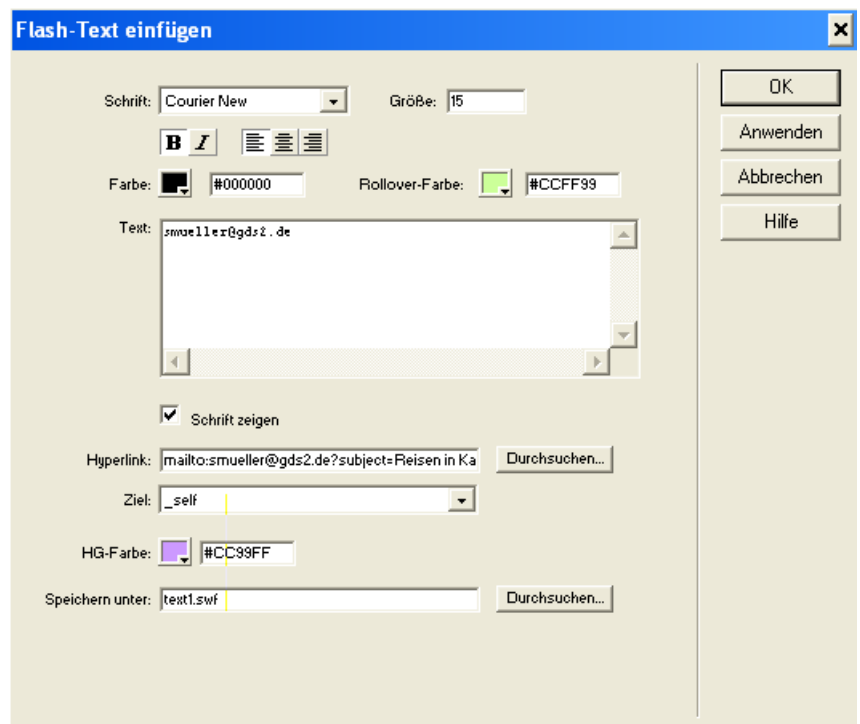 Flash-Text einfügen
Schrift: Courier New Größe: 15
B I
Farbe: #000000 Rollover-Farbe: #CCFF99
Text: smueller@gds2.de
Schrift zeigen
Hyperlink: mailto:smueller@gds2.de?subject=Reisen in Ka Durchsuchen...
Ziel: _self
HG-Farbe: #CC99FF
Speichern unter: text1.swf Durchsuchen...
OK
Anwenden
Abbrechen
Hilfe